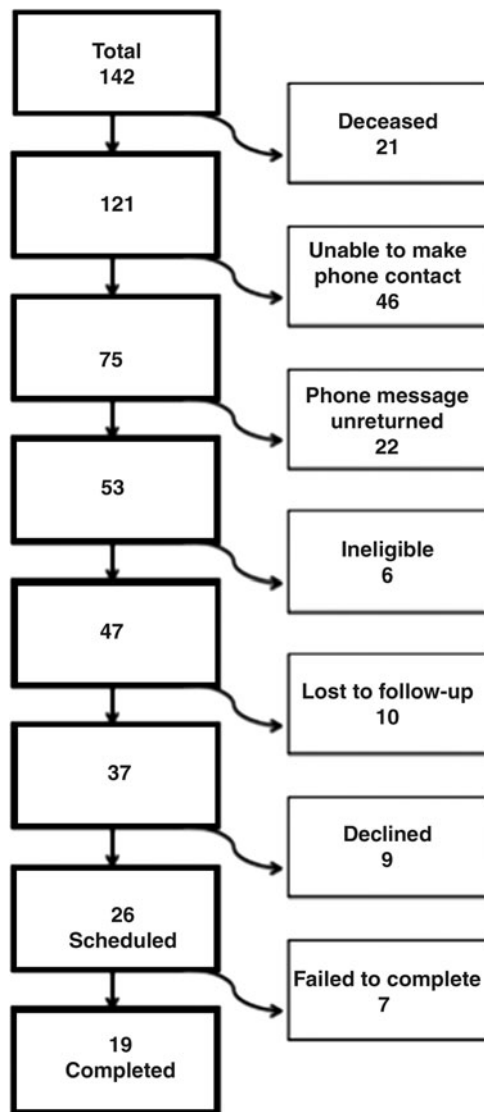 Total
142
Deceased
21
121
Unable to make
phone contact
46
75
Phone message
unreturned
22
53
Ineligible
6
47
Lost to follow-up
10
37
Declined
9
26
Scheduled
Failed to complete
7
19
Completed